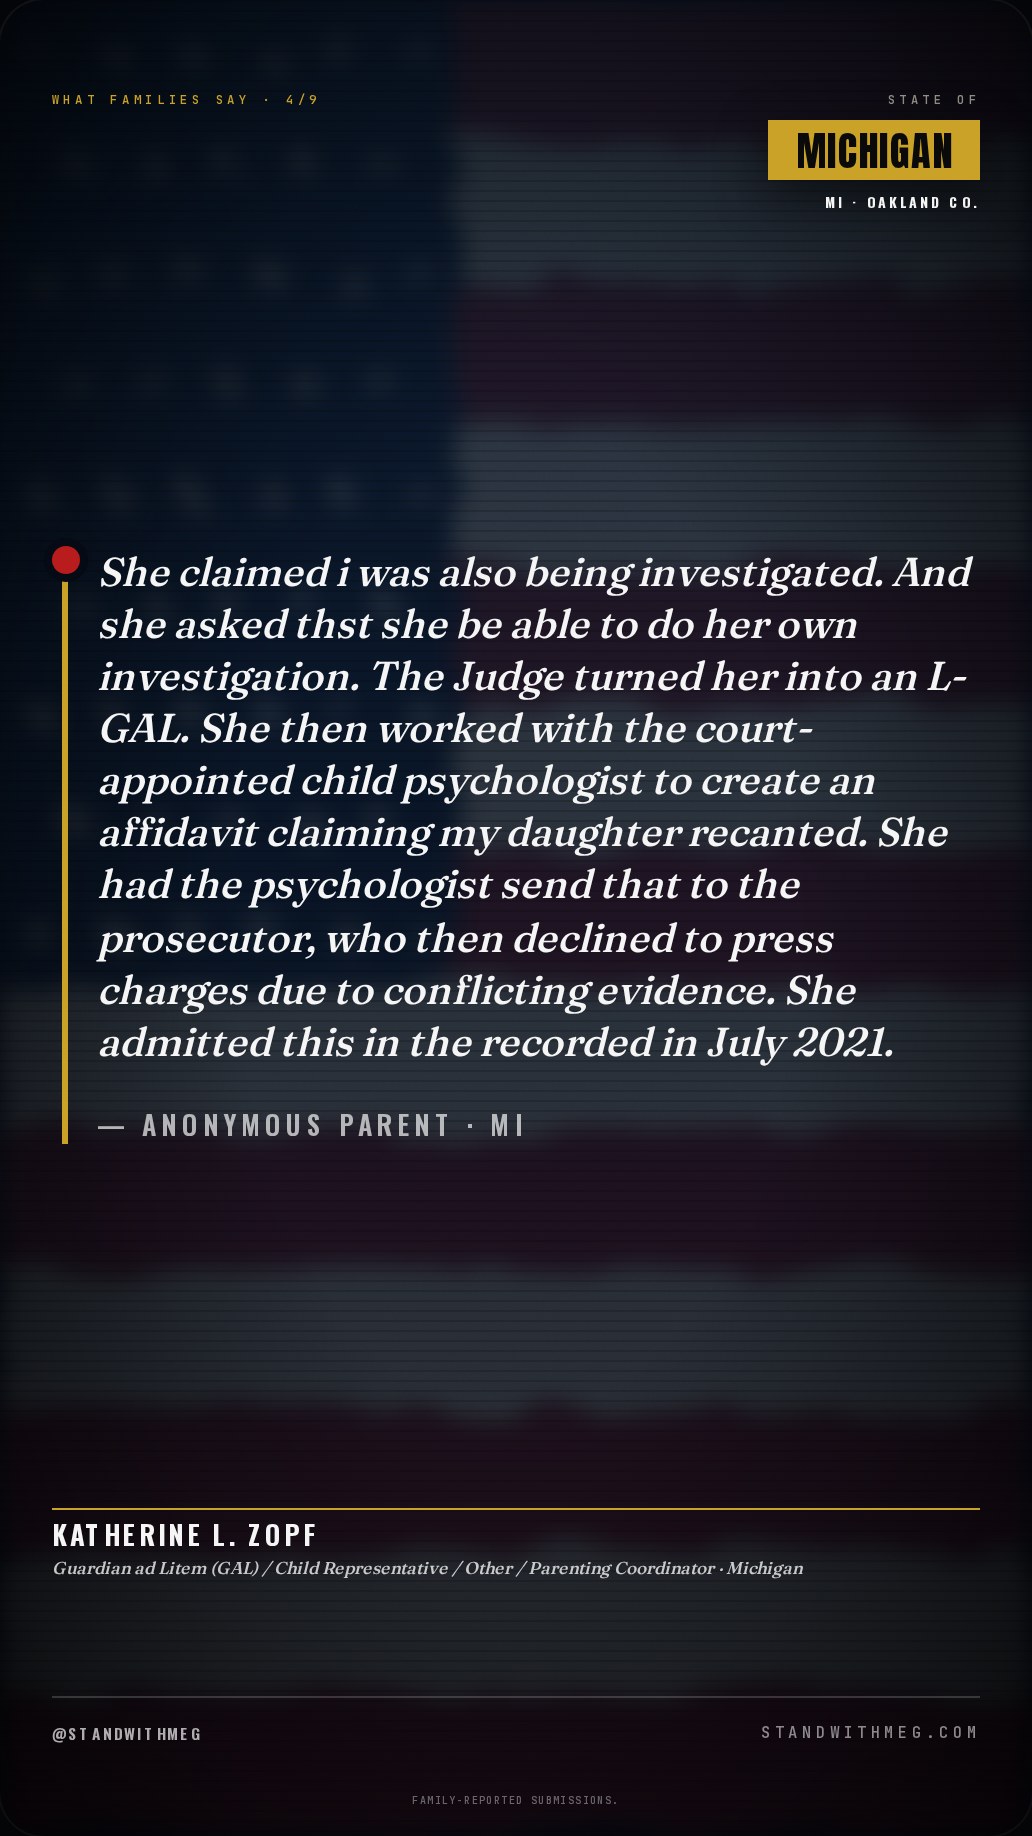 WHAT FAMILIES SAY · 4/9
STATE OF
MICHIGAN
MI · OAKLAND CO.
She claimed i was also being investigated. And
she asked thst she be able to do her own
investigation. The Judge turned her into an L-
GAL. She then worked with the court-
appointed child psychologist to create an
affidavit claiming my daughter recanted. She
had the psychologist send that to the
prosecutor, who then declined to press
charges due to conflicting evidence. She
admitted this in the recorded in July 2021.
— ANONYMOUS PARENT · MI
KATHERINE L. ZOPF
Guardian ad Litem (GAL) / Child Representative / Other / Parenting Coordinator · Michigan
@STANDWITHMEG
STANDWITHMEG.COM
FAMILY-REPORTED SUBMISSIONS.